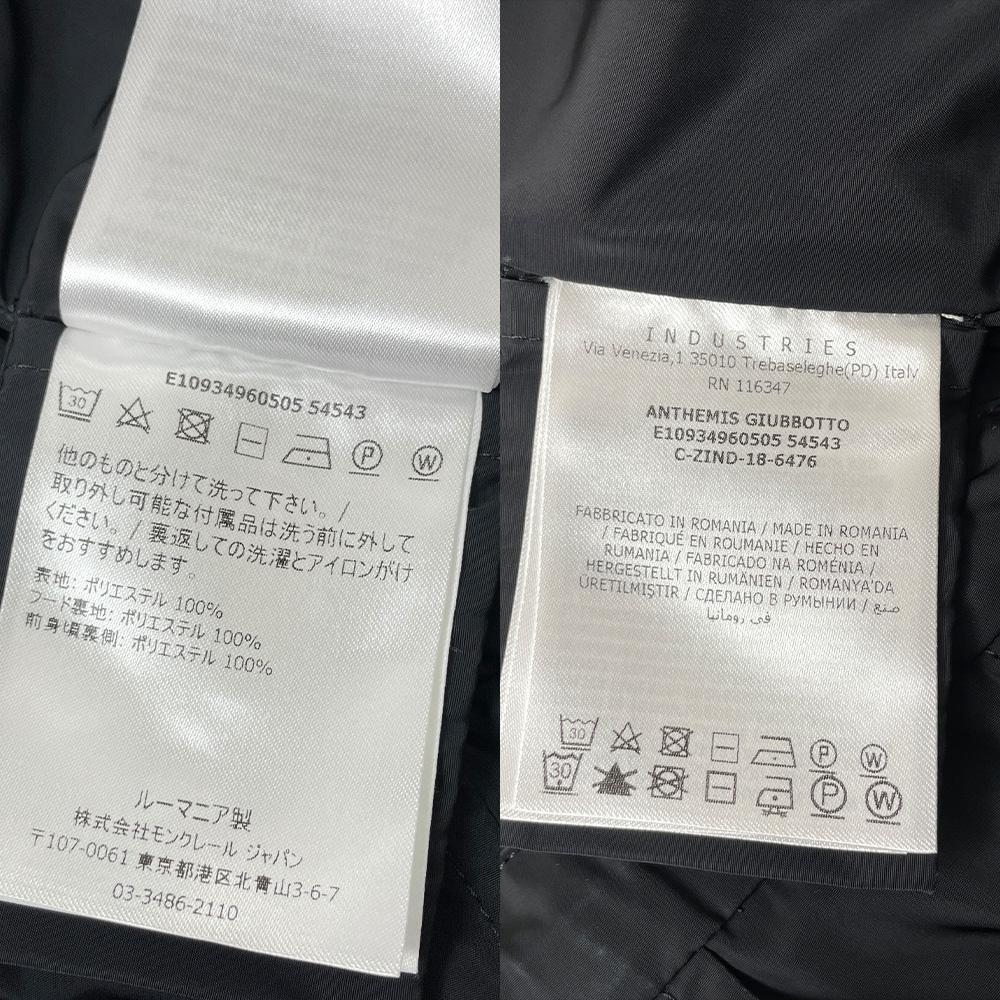 E10934960505 54543
30
P
W
他のものと分けて洗って下さい。/
取り外し可能な付属品は洗う前に外して
ください。/ 裏返しての洗濯とアイロンがけ
をおすすめします。
表地: ポリエステル 100%
フード裏地: ポリエステル 100%
前身頃裏側: ポリエステル 100%
ルーマニア製
株式会社モンクレール ジャパン
〒107-0061 東京都港区北青山3-6-7
03-3486-2110
INDUSTRIES
Via Venezia,1 35010 Trebaseleghe(PD) Italy
RN 116347
ANTHEMIS GIUBBOTTO
E10934960505 54543
C-ZIND-18-6476
FABBRICATO IN ROMANIA / MADE IN ROMANIA
/ FABRIQUÉ EN ROUMANIE / HECHO EN
RUMANIA / FABRICADO NA ROMÉNIA /
HERGESTELLT IN RUMÄNIEN / ROMANYA'DA
ÜRETILMIŞTIR / СДЕЛАНО В РУМЫНИИ / صنع
في رومانيا
30 P W
30 P W